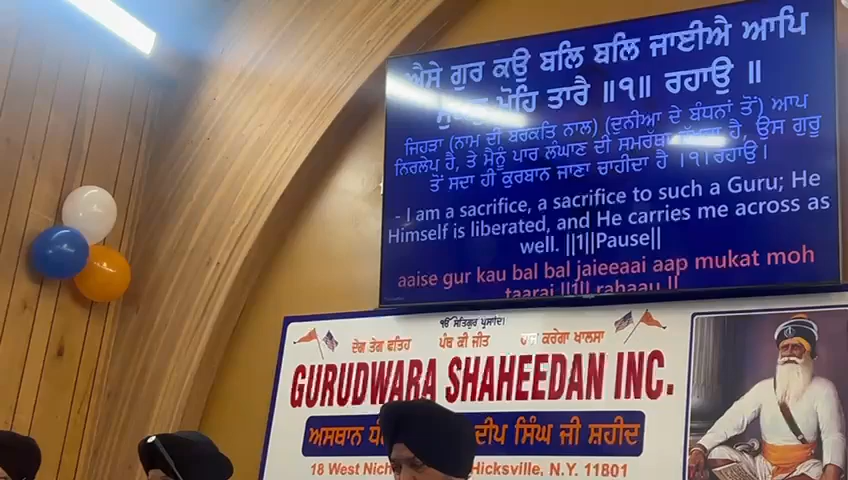 ਐਸੇ ਗੁਰ ਕਉ ਬਲਿ ਬਲਿ ਜਾਈਐ ਆਪਿ
ਮੋਹਿ ਤਾਰੈ ॥੧॥ ਰਹਾਉ ॥
ਜਿਹੜਾ (ਨਾਮ ਦੀ ਬਰਕਤਿ ਨਾਲ) (ਦੁਨੀਆ ਦੇ ਬੰਧਨਾਂ ਤੋਂ) ਆਪ
ਨਿਰਲੇਪ ਹੈ, ਤੇ ਮੈਨੂੰ ਪਾਰ ਲੰਘਾਣ ਦੀ ਸਮਰੱਥਾ ਹੈ, ਉਸ ਗੁਰੂ
ਤੋਂ ਸਦਾ ਹੀ ਕੁਰਬਾਨ ਜਾਣਾ ਚਾਹੀਦਾ ਹੈ ।੧।ਰਹਾਉ।
- I am a sacrifice, a sacrifice to such a Guru; He
Himself is liberated, and He carries me across as
well. ||1||Pause||
aaise gur kau bal bal jaieeaai aap mukat moh
taarai ||1|| rahaau ||
ੴ ਸਤਿਗੁਰ ਪ੍ਰਸਾਦਿ॥
ਦੇਗ ਤੇਗ ਫਤਿਹ ਪੰਥ ਕੀ ਜੀਤ ਕਰੇਗਾ ਖਾਲਸਾ
GURUDWARA SHAHEEDAN INC.
ਅਸਥਾਨ ਦੀਪ ਸਿੰਘ ਜੀ ਸ਼ਹੀਦ
18 West Hicksville, N.Y. 11801